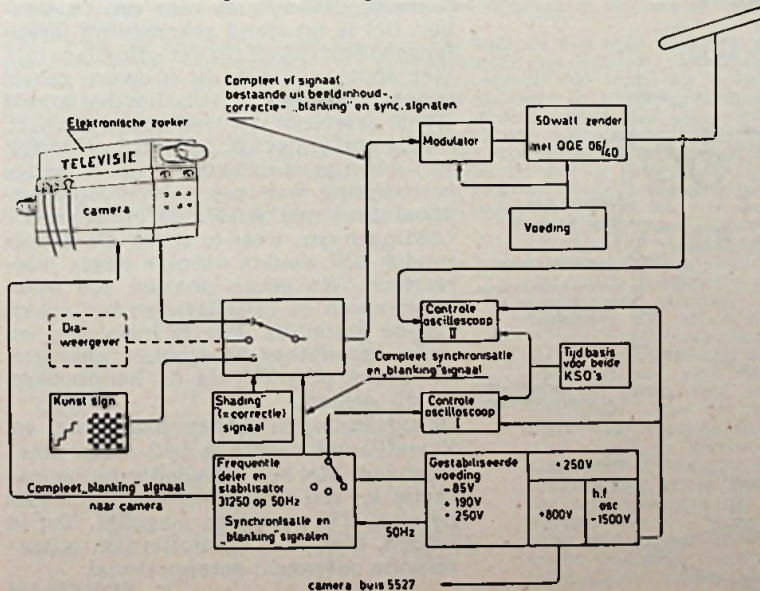 Compleet vf signaal,
bestaande uit beeldinhoud-,
correctie- „blanking" en sync. signalen
Elektronische zoeker
TELEVISIE
camera
Modulator
50 watt zender
met QQE 06/40
Voeding
Dia-
weergever
Kunst sign
Shading"
(=correctie)
signaal
Compleet synchronisatie
en „blanking" signaal
Controle
oscilloscoop
II
Controle
oscilloscoop
I
Tijd basis
voor beide
KSO's
Compleet „blanking" signaal
naar camera
Frequentie
deler en
stabilisator
31250 op 50Hz
Synchronisatie en
„blanking" signalen
50Hz
Gestabiliseerde
voeding
- 85V
+ 190V
+ 250V
+ 250V
+800V
h.f
osc
-1500V
camera buis 5527